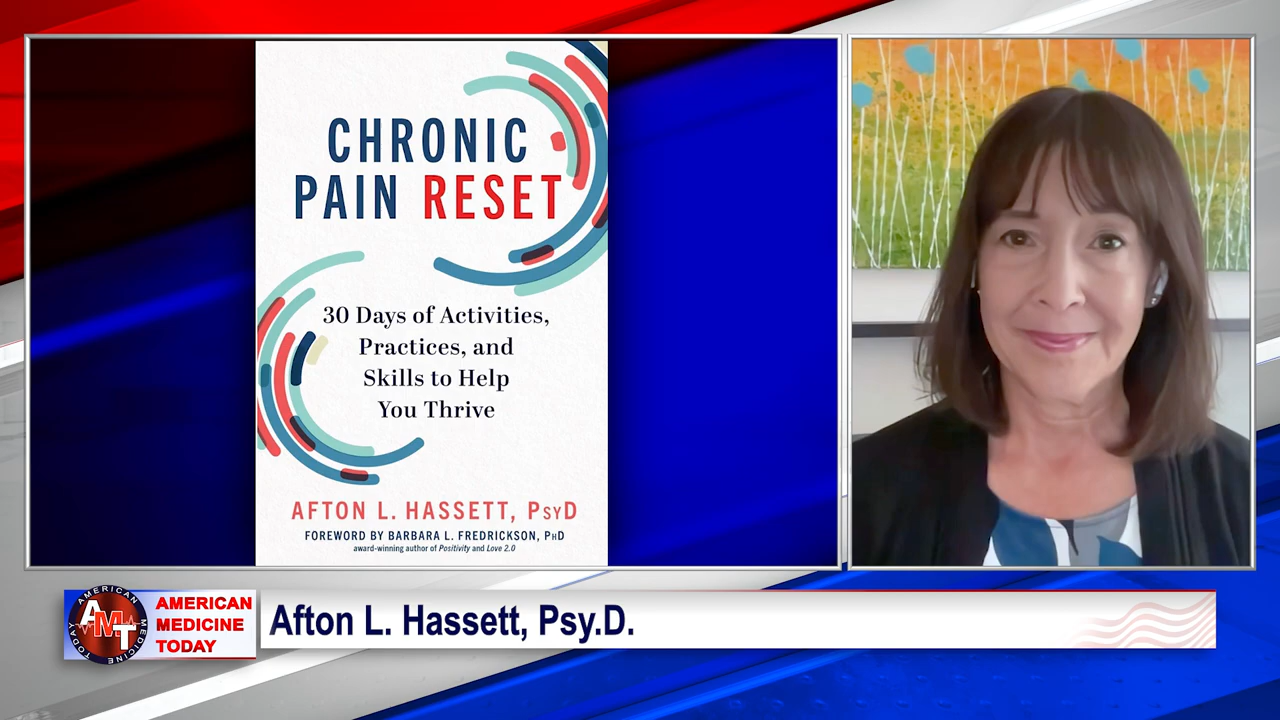 CHRONIC
PAIN RESET
30 Days of Activities,
Practices, and
Skills to Help
You Thrive
AFTON L. HASSETT, PSYD
FOREWORD BY BARBARA L. FREDRICKSON, PHD
award-winning author of Positivity and Love 2.0
AMERICAN
MEDICINE
TODAY
AMT
AMERICAN
MEDICINE
TODAY
Afton L. Hassett, Psy.D.